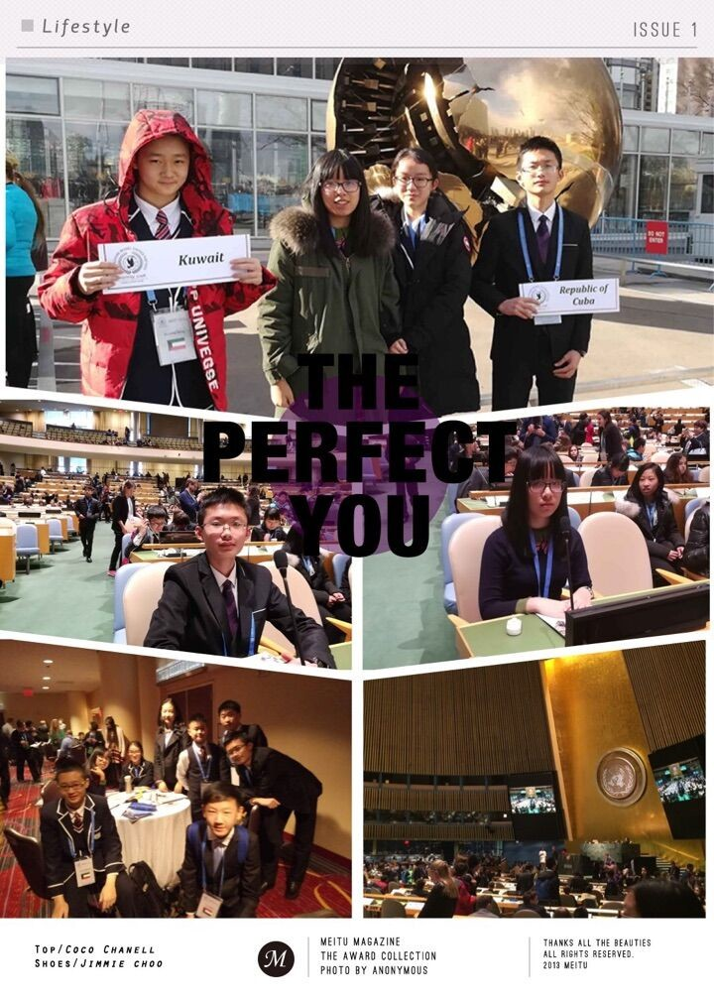 Lifestyle
ISSUE 1
Kuwait
Republic of
Cuba
DO NOT
ENTER
UNIVERSE
THE
PERFECT
YOU
TOP/COCO CHANELL
SHOES/JIMMIE CHOO
M
MEITU MAGAZINE
THE AWARD COLLECTION
PHOTO BY ANONYMOUS
THANKS ALL THE BEAUTIES
ALL RIGHTS RESERVED.
2013 MEITU